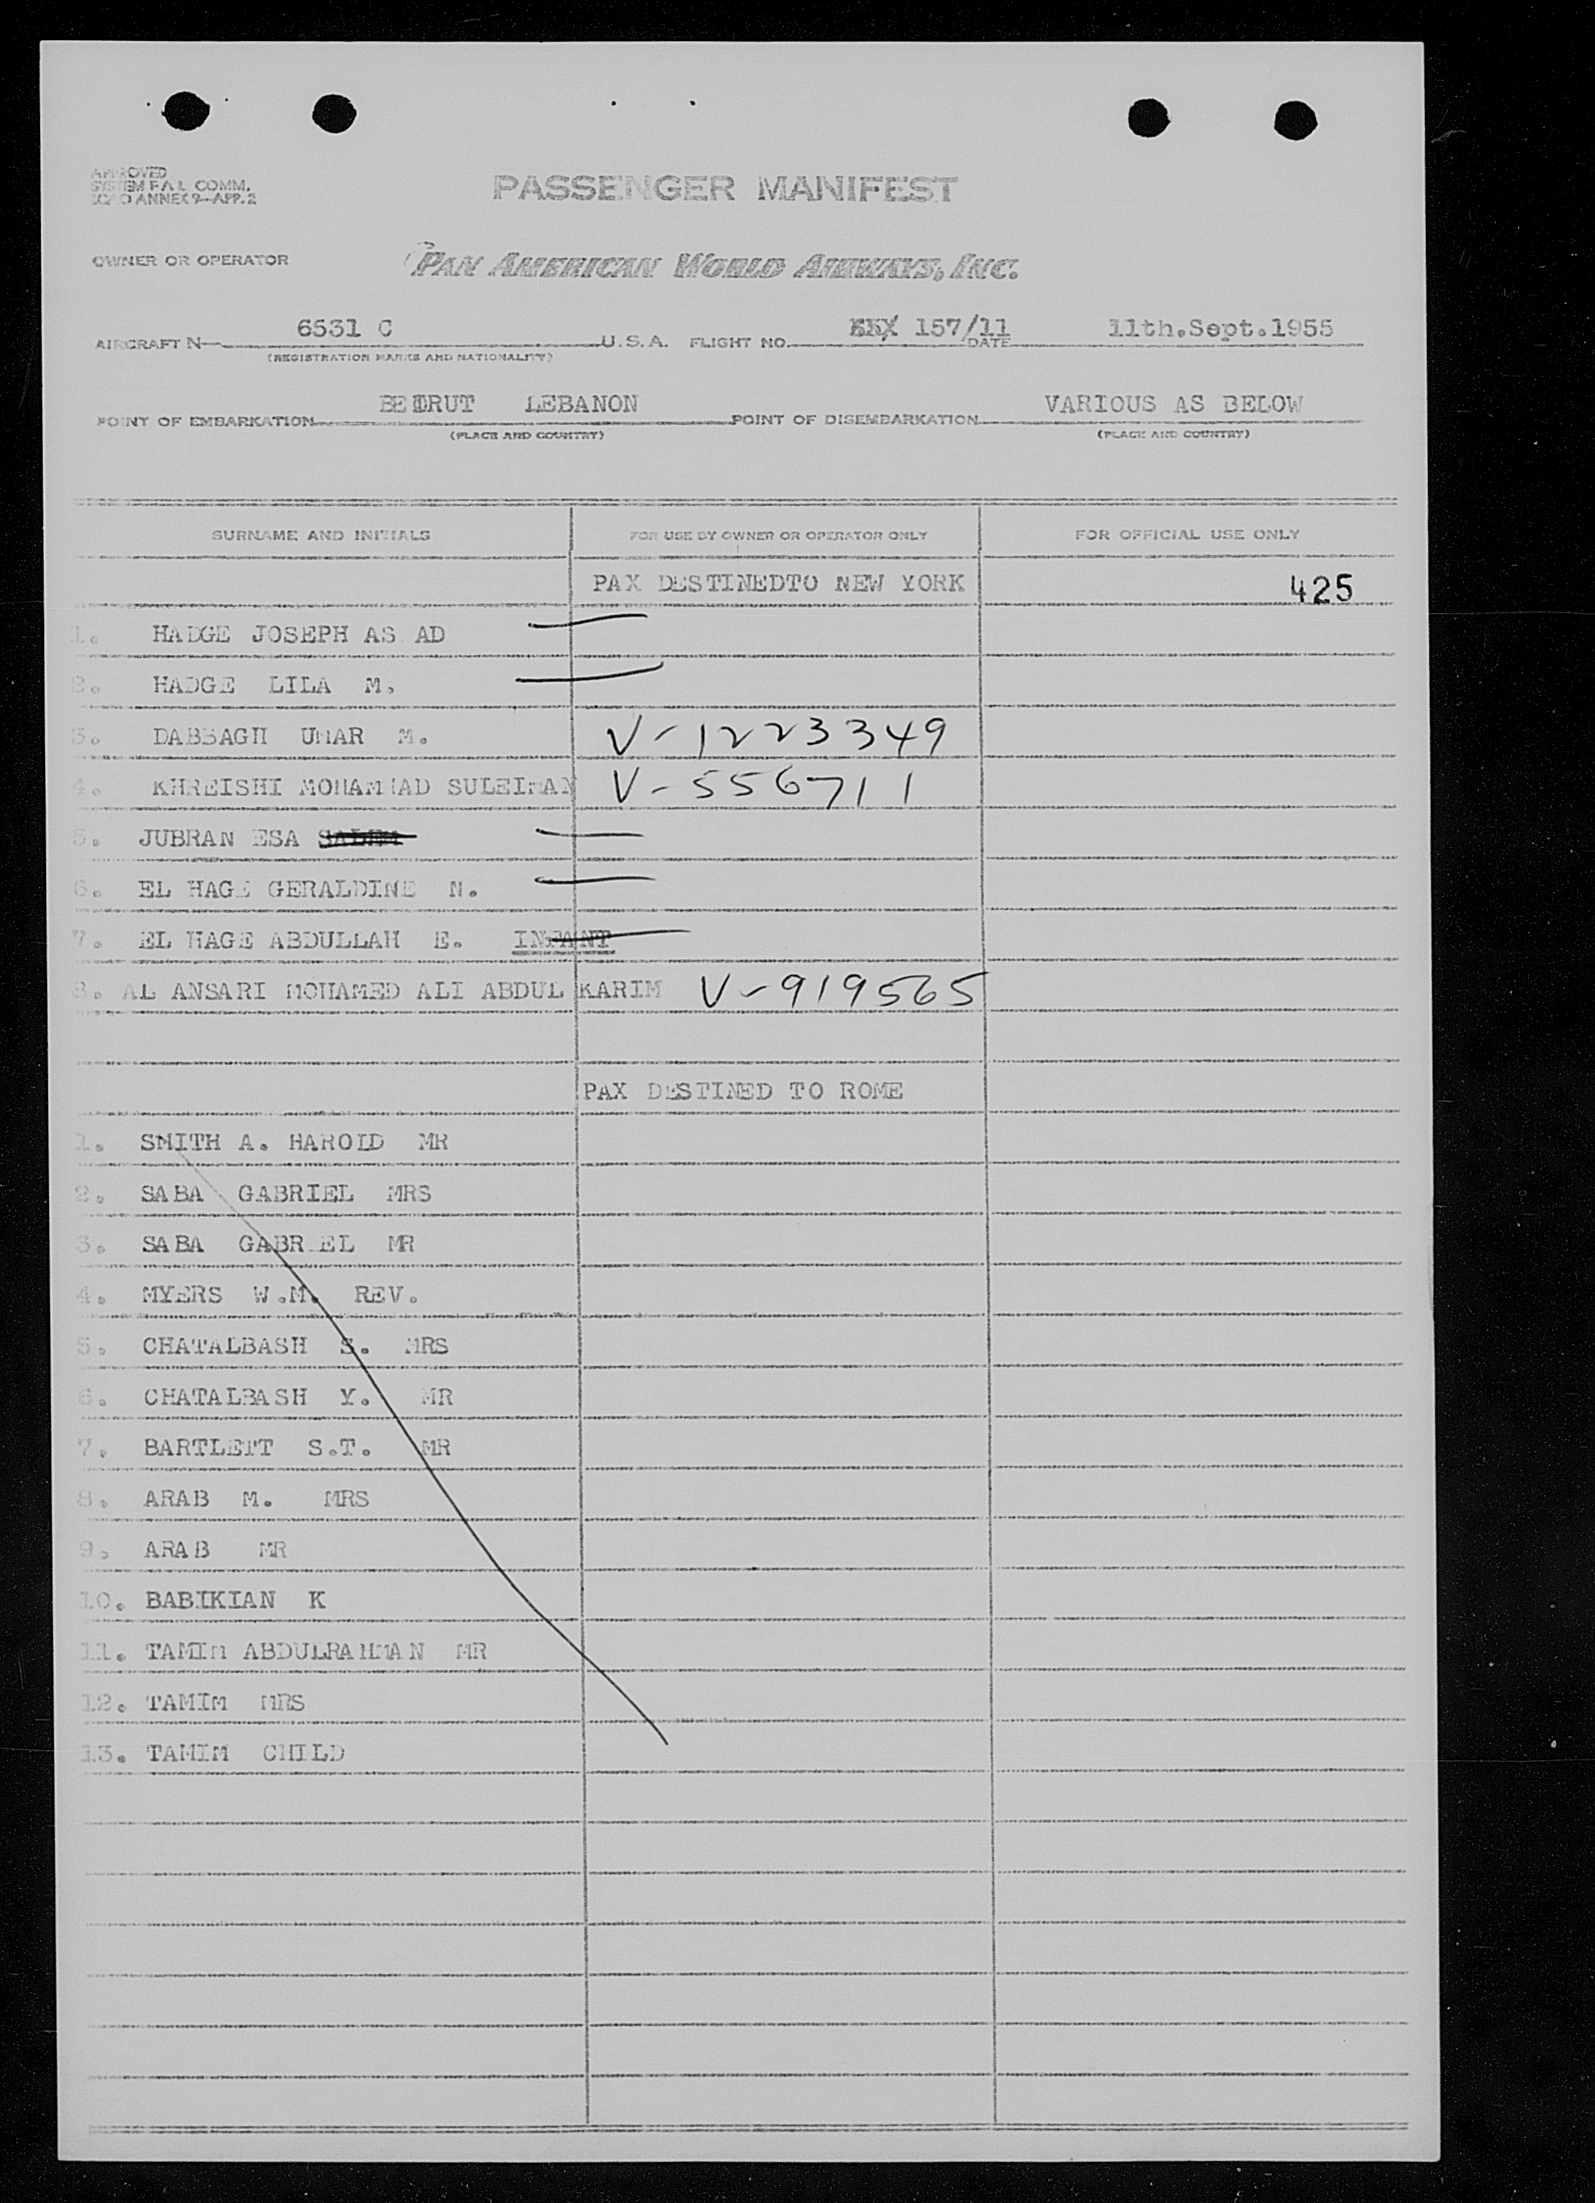 APPROVED
SYSTEM F.A.L. COMM.
ICAO ANNEX 9-APP. 2
PASSENGER MANIFEST
OWNER OR OPERATOR PAN AMERICAN WORLD AIRWAYS, INC.
AIRCRAFT N— 6531 C U.S.A. FLIGHT NO. 157/11 DATE 11th.Sept.1955
(REGISTRATION MARKS AND NATIONALITY)
POINT OF EMBARKATION BEIRUT LEBANON POINT OF DISEMBARKATION VARIOUS AS BELOW
(PLACE AND COUNTRY) (PLACE AND COUNTRY)
SURNAME AND INITIALS FOR USE BY OWNER OR OPERATOR ONLY FOR OFFICIAL USE ONLY
PAX DESTINEDTO NEW YORK 425
1. HADGE JOSEPH AS AD
2. HADGE LILA M.
3. DABBAGH UMAR M. V-1223349
4. KHREISHI MOHAMMAD SULEIMAN V-556711
5. JUBRAN ESA SALEM
6. EL HAGE GERALDINE N.
7. EL HAGE ABDULLAH E. INFANT
8. AL ANSARI MOHAMED ALI ABDUL KARIM V-919565
PAX DESTINED TO ROME
1. SMITH A. HAROLD MR
2. SABA GABRIEL MRS
3. SABA GABRIEL MR
4. MYERS W.M. REV.
5. CHATALBASH S. MRS
6. CHATALBASH Y. MR
7. BARTLETT S.T. MR
8. ARAB M. MRS
9. ARAB MR
10. BABIKIAN K
11. TAMIM ABDULRAHMAN MR
12. TAMIM MRS
13. TAMIM CHILD